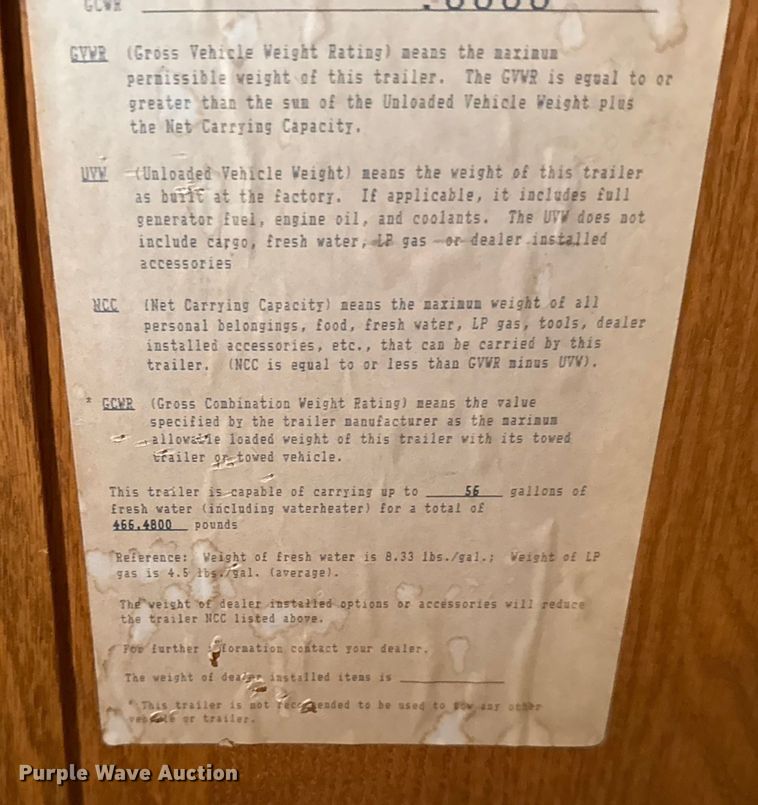 GCWR .0000
GVWR (Gross Vehicle Weight Rating) means the maximum
permissible weight of this trailer. The GVWR is equal to or
greater than the sum of the Unloaded Vehicle Weight plus
the Net Carrying Capacity.
UVW (Unloaded Vehicle Weight) means the weight of this trailer
as built at the factory. If applicable, it includes full
generator fuel, engine oil, and coolants. The UVW does not
include cargo, fresh water, LP gas or dealer installed
accessories
NCC (Net Carrying Capacity) means the maximum weight of all
personal belongings, food, fresh water, LP gas, tools, dealer
installed accessories, etc., that can be carried by this
trailer. (NCC is equal to or less than GVWR minus UVW).
* GCWR (Gross Combination Weight Rating) means the value
specified by the trailer manufacturer as the maximum
allowable loaded weight of this trailer with its towed
trailer or towed vehicle.
This trailer is capable of carrying up to 56 gallons of
fresh water (including waterheater) for a total of
466.4800 pounds
Reference: Weight of fresh water is 8.33 lbs./gal.; Weight of LP
gas is 4.5 lbs./gal. (average).
The weight of dealer installed options or accessories will reduce
the trailer NCC listed above.
For further information contact your dealer.
The weight of dealer installed items is
* This trailer is not recomended to be used to tow any other
vehicle or trailer.
Purple Wave Auction